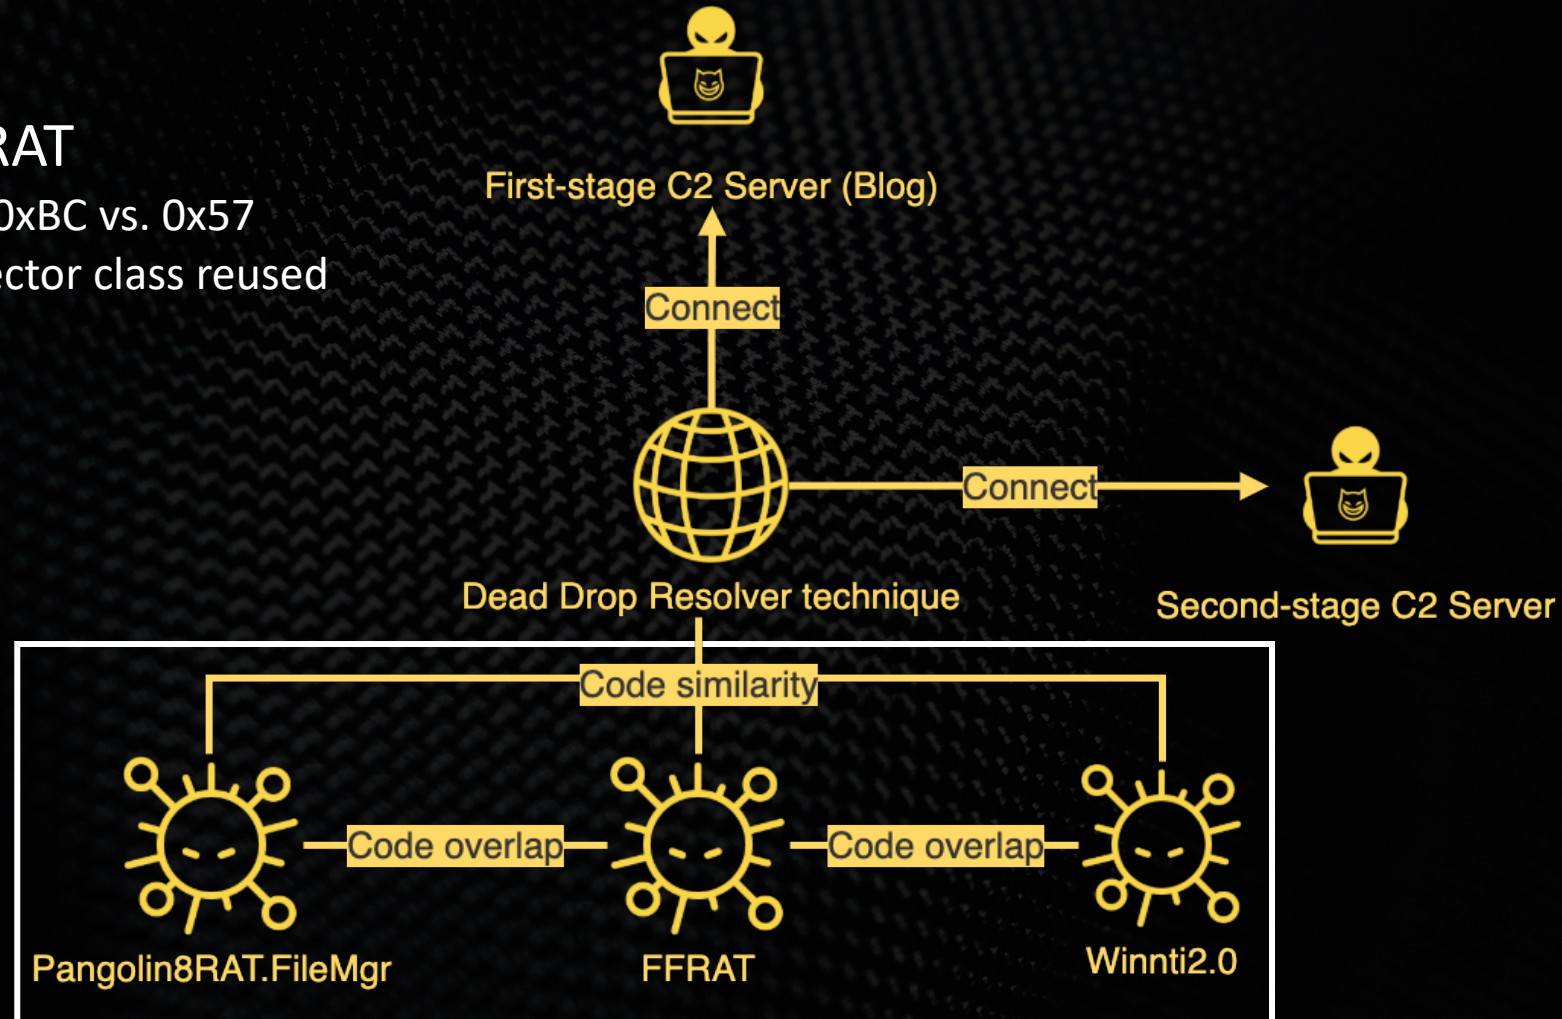 RAT
0xBC vs. 0x57
ector class reused
First-stage C2 Server (Blog)
Connect
Connect
Dead Drop Resolver technique
Second-stage C2 Server
Code similarity
Code overlap
Code overlap
Pangolin8RAT.FileMgr
FFRAT
Winnti2.0